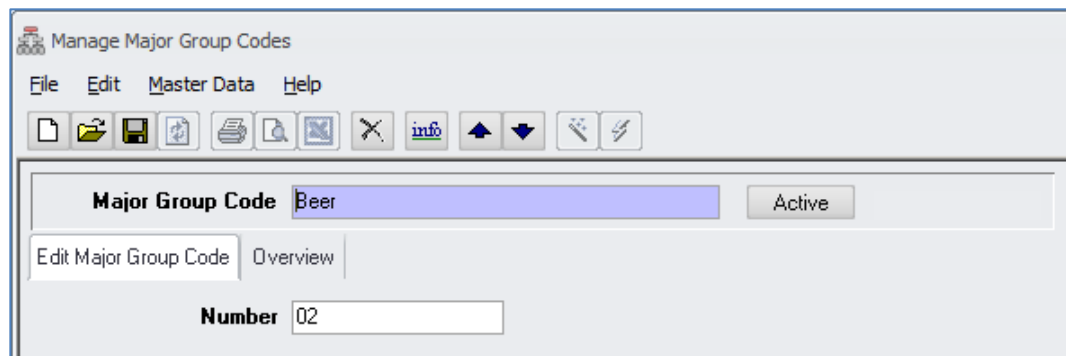 Manage Major Group Codes
File Edit Master Data Help
info
Major Group Code Beer Active
Edit Major Group Code Overview
Number 02